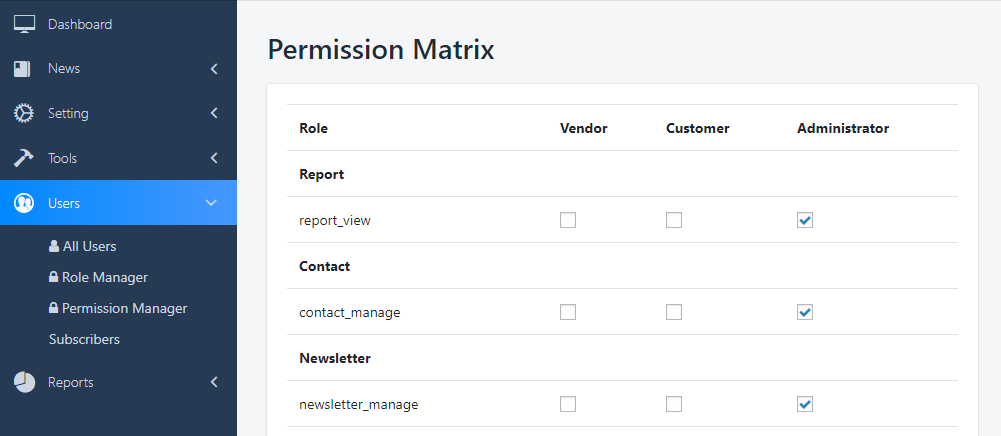 Dashboard
News
Setting
Tools
Users
All Users
Role Manager
Permission Manager
Subscribers
Reports
Permission Matrix
Role Vendor Customer Administrator
Report
report_view
Contact
contact_manage
Newsletter
newsletter_manage